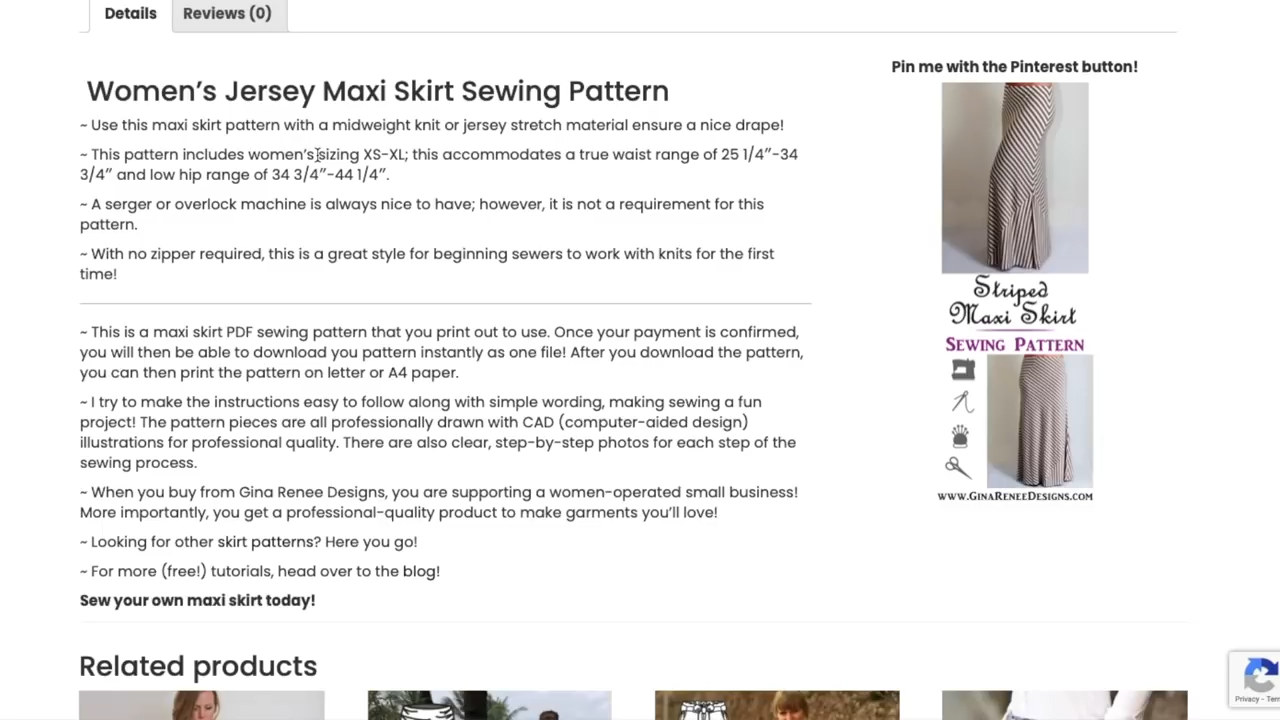 Details
Reviews (0)
Pin me with the Pinterest button!
Women’s Jersey Maxi Skirt Sewing Pattern
~ Use this maxi skirt pattern with a midweight knit or jersey stretch material ensure a nice drape!
~ This pattern includes women’s sizing XS-XL; this accommodates a true waist range of 25 1/4″-34
3/4″ and low hip range of 34 3/4″-44 1/4″.
~ A serger or overlock machine is always nice to have; however, it is not a requirement for this
pattern.
~ With no zipper required, this is a great style for beginning sewers to work with knits for the first
time!
~ This is a maxi skirt PDF sewing pattern that you print out to use. Once your payment is confirmed,
you will then be able to download you pattern instantly as one file! After you download the pattern,
you can then print the pattern on letter or A4 paper.
~ I try to make the instructions easy to follow along with simple wording, making sewing a fun
project! The pattern pieces are all professionally drawn with CAD (computer-aided design)
illustrations for professional quality. There are also clear, step-by-step photos for each step of the
sewing process.
~ When you buy from Gina Renee Designs, you are supporting a women-operated small business!
More importantly, you get a professional-quality product to make garments you’ll love!
~ Looking for other skirt patterns? Here you go!
~ For more (free!) tutorials, head over to the blog!
Sew your own maxi skirt today!
Striped
Maxi Skirt
Sewing Pattern
www.GinaReneeDesigns.com
Related products
Privacy -